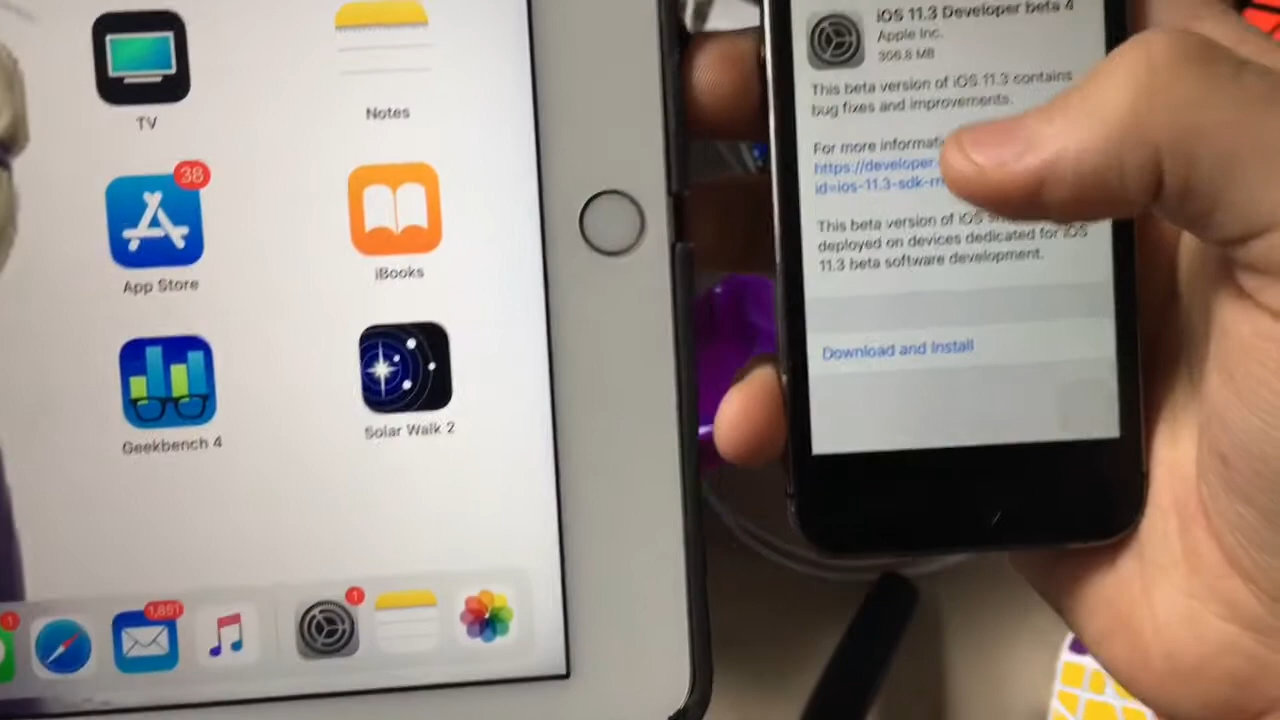 TV
Notes
38
App Store
iBooks
Geekbench 4
Solar Walk 2
1
1,851
1
iOS 11.3 Developer beta 4
Apple Inc.
MB
This beta version of iOS 11.3 contains
bug fixes and improvements.
For more
https://developer.
id=ios-11.3-sdk-
This beta version of iOS
deployed on devices dedicated for iOS
11.3 beta software development.
Download and Install